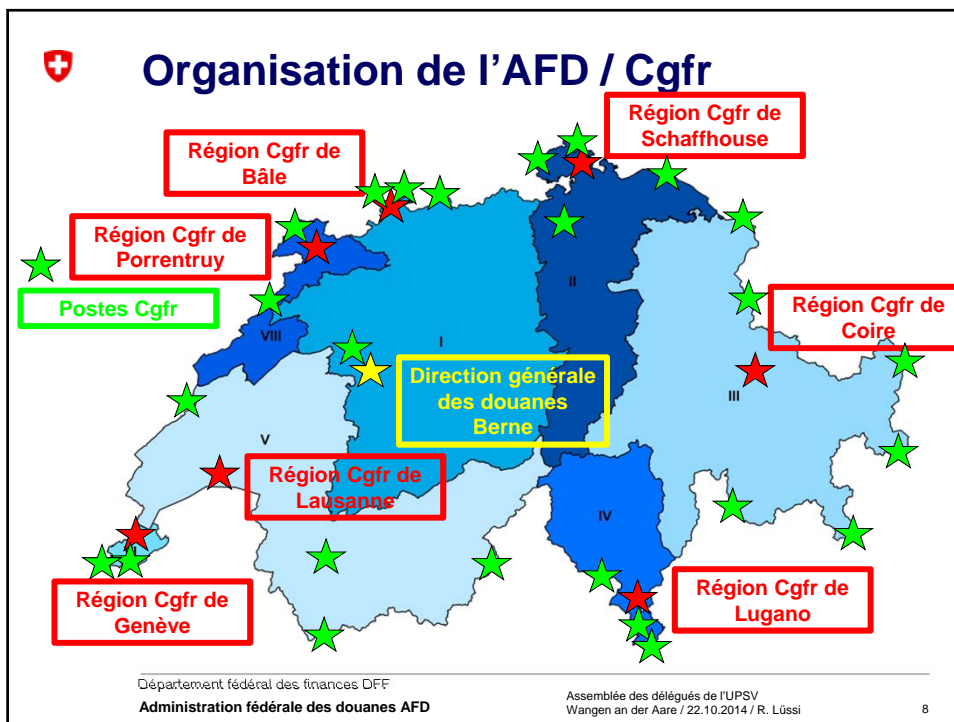 Organisation de l'AFD / Cgfr
Région Cgfr de
Schaffhouse
Région Cgfr de
Bâle
Région Cgfr de
Porrentruy
Postes Cgfr
Région Cgfr de
Coire
II
VIII
I
III
Direction générale
des douanes
Berne
V
Région Cgfr de
Lausanne
IV
Région Cgfr de
Genève
Région Cgfr de
Lugano
Département fédéral des finances DFF
Administration fédérale des douanes AFD
Assemblée des délégués de l'UPSV
Wangen an der Aare / 22.10.2014 / R. Lüssi
8